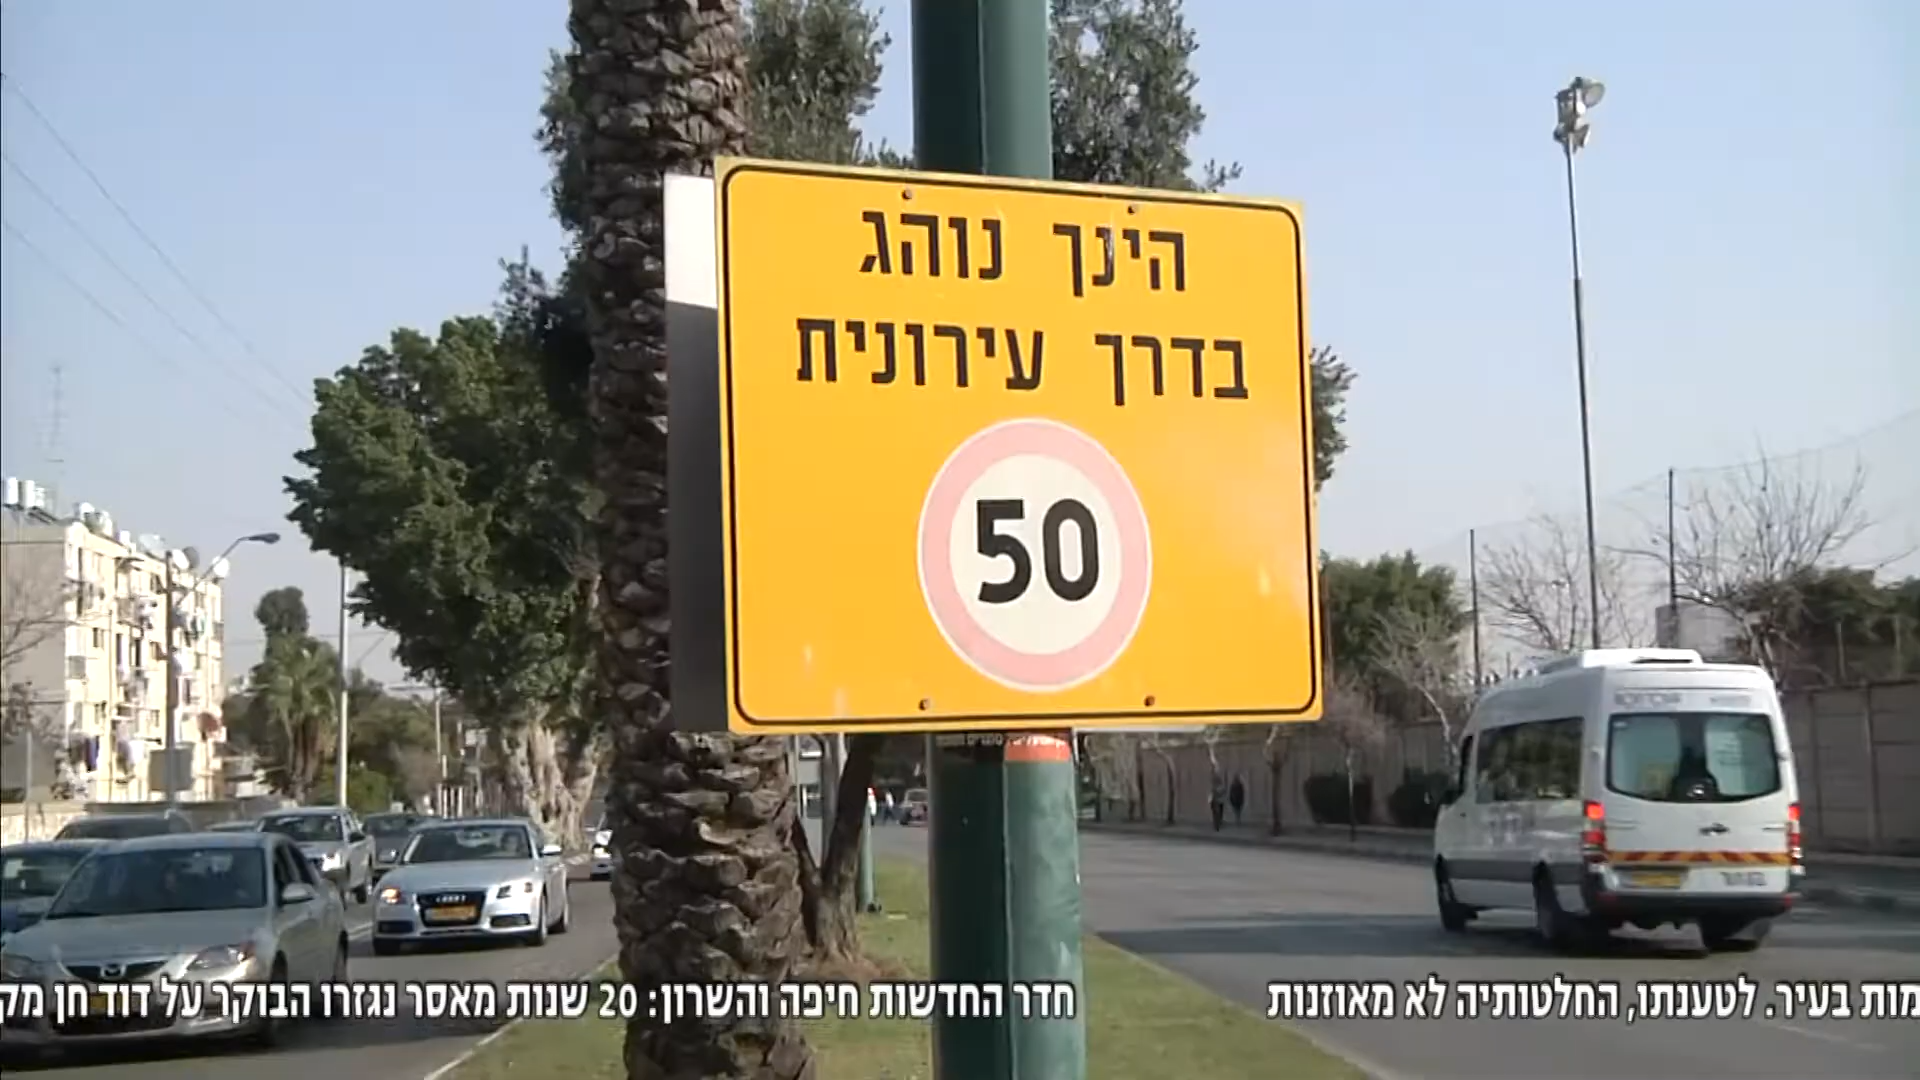 הינך נוהג
בדרך עירונית
50
מות בעיר. לטענתו, החלטותיה לא מאוזנות
חדר החדשות חיפה והשרון: 20 שנות מאסר נגזרו הבוקר על דוד חן מק